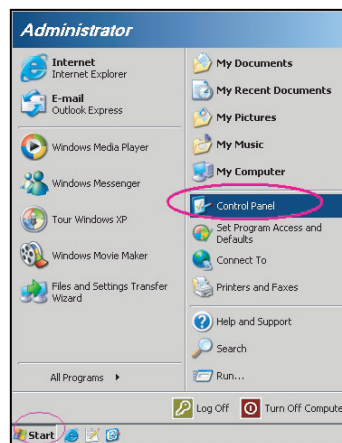 Administrator
Internet
Internet Explorer
E-mail
Outlook Express
Windows Media Player
Windows Messenger
Tour Windows XP
Windows Movie Maker
Files and Settings Transfer
Wizard
All Programs
My Documents
My Recent Documents
My Pictures
My Music
My Computer
Control Panel
Set Program Access and
Defaults
Connect To
Printers and Faxes
Help and Support
Search
Run...
Log Off
Turn Off Compute
Start